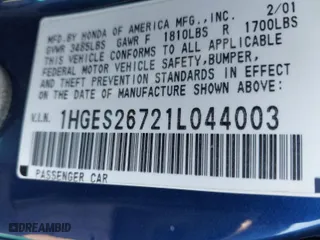 MFD. BY HONDA OF AMERICA MFG.,INC. 2/01
GVWR 3485LBS GAWR F 1810LBS R 1700LBS
THIS VEHICLE CONFORMS TO ALL APPLICABLE
FEDERAL MOTOR VEHICLE SAFETY,BUMPER,
AND THEFT PREVENTION STANDARDS IN EFFECT
ON THE DATE OF MANUFACTURE SHOWN ABOVE.
V.I.N. 1HGES26721L044003
PASSENGER CAR
DREAMBID